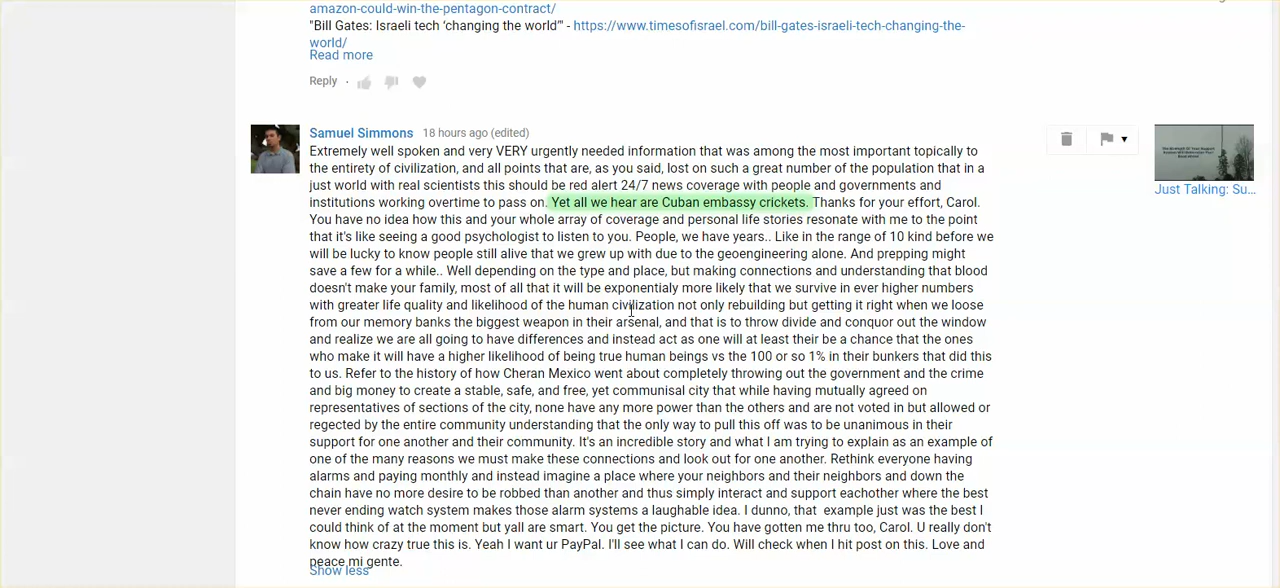 amazon-could-win-the-pentagon-contract/
"Bill Gates: Israeli tech 'changing the world'" - https://www.timesofisrael.com/bill-gates-israeli-tech-changing-the-
world/
Read more
Reply ·
Samuel Simmons 18 hours ago (edited)
Extremely well spoken and very VERY urgently needed information that was among the most important topically to
the entirety of civilization, and all points that are, as you said, lost on such a great number of the population that in a
just world with real scientists this should be red alert 24/7 news coverage with people and governments and
institutions working overtime to pass on. Yet all we hear are Cuban embassy crickets. Thanks for your effort, Carol.
You have no idea how this and your whole array of coverage and personal life stories resonate with me to the point
that it's like seeing a good psychologist to listen to you. People, we have years.. Like in the range of 10 kind before we
will be lucky to know people still alive that we grew up with due to the geoengineering alone. And prepping might
save a few for a while.. Well depending on the type and place, but making connections and understanding that blood
doesn't make your family, most of all that it will be exponentialy more likely that we survive in ever higher numbers
with greater life quality and likelihood of the human civilization not only rebuilding but getting it right when we loose
from our memory banks the biggest weapon in their arsenal, and that is to throw divide and conquor out the window
and realize we are all going to have differences and instead act as one will at least their be a chance that the ones
who make it will have a higher likelihood of being true human beings vs the 100 or so 1% in their bunkers that did this
to us. Refer to the history of how Cheran Mexico went about completely throwing out the government and the crime
and big money to create a stable, safe, and free, yet communisal city that while having mutually agreed on
representatives of sections of the city, none have any more power than the others and are not voted in but allowed or
regected by the entire community understanding that the only way to pull this off was to be unanimous in their
support for one another and their community. It's an incredible story and what I am trying to explain as an example of
one of the many reasons we must make these connections and look out for one another. Rethink everyone having
alarms and paying monthly and instead imagine a place where your neighbors and their neighbors and down the
chain have no more desire to be robbed than another and thus simply interact and support eachother where the best
never ending watch system makes those alarm systems a laughable idea. I dunno, that example just was the best I
could think of at the moment but yall are smart. You get the picture. You have gotten me thru too, Carol. U really don't
know how crazy true this is. Yeah I want ur PayPal. I'll see what I can do. Will check when I hit post on this. Love and
peace mi gente.
Show less
Just Talking: Su...